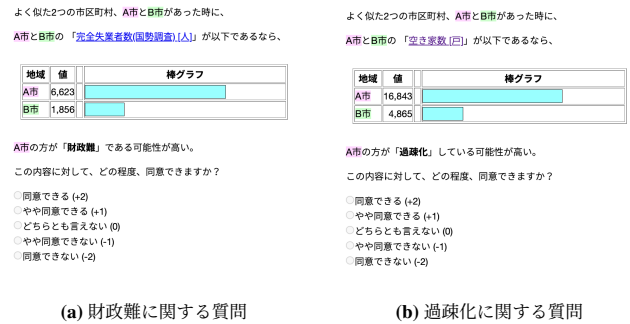 よく似た2つの市区町村、A市とB市があった時に、
A市とB市の 「完全失業者数(国勢調査) [人]」が以下であるなら、
地域 値 棒グラフ
A市 6,623
B市 1,856
A市の方が「財政難」である可能性が高い。
この内容に対して、どの程度、同意できますか？
同意できる (+2)
やや同意できる (+1)
どちらとも言えない (0)
やや同意できない (-1)
同意できない (-2)
(a) 財政難に関する質問
よく似た2つの市区町村、A市とB市があった時に、
A市とB市の 「空き家数 [戸]」が以下であるなら、
地域 値 棒グラフ
A市 16,843
B市 4,865
A市の方が「過疎化」している可能性が高い。
この内容に対して、どの程度、同意できますか？
同意できる (+2)
やや同意できる (+1)
どちらとも言えない (0)
やや同意できない (-1)
同意できない (-2)
(b) 過疎化に関する質問